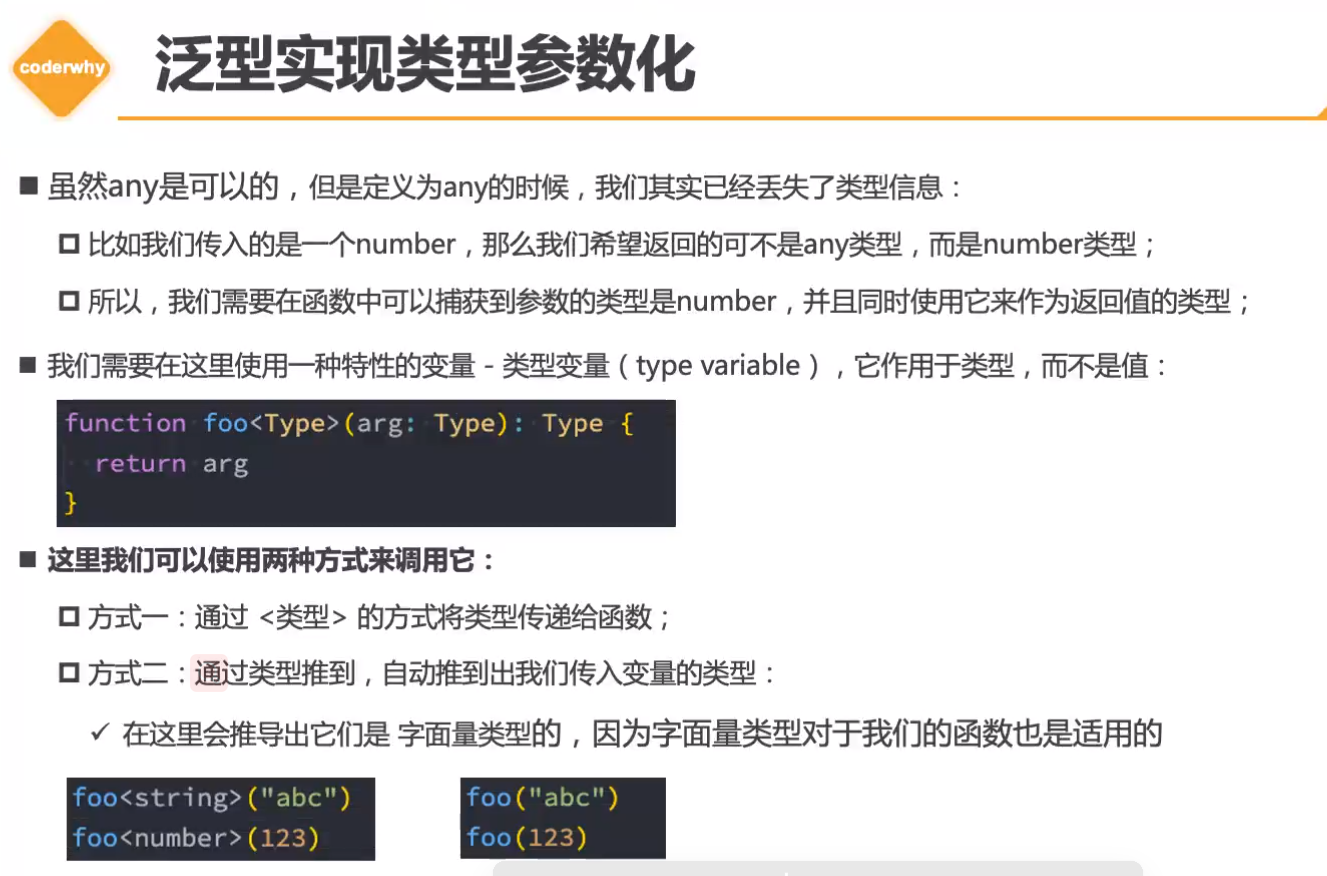 coderwhy
泛型实现类型参数化
虽然any是可以的，但是定义为any的时候，我们其实已经丢失了类型信息：
比如我们传入的是一个number，那么我们希望返回的可不是any类型，而是number类型；
所以，我们需要在函数中可以捕获到参数的类型是number，并且同时使用它来作为返回值的类型；
我们需要在这里使用一种特性的变量 - 类型变量（type variable），它作用于类型，而不是值：
function foo<Type>(arg: Type): Type {
return arg
}
这里我们可以使用两种方式来调用它：
方式一：通过 <类型> 的方式将类型传递给函数；
方式二：通过类型推到，自动推到出我们传入变量的类型：
在这里会推导出它们是 字面量类型的，因为字面量类型对于我们的函数也是适用的
foo<string>("abc")
foo<number>(123)
foo("abc")
foo(123)